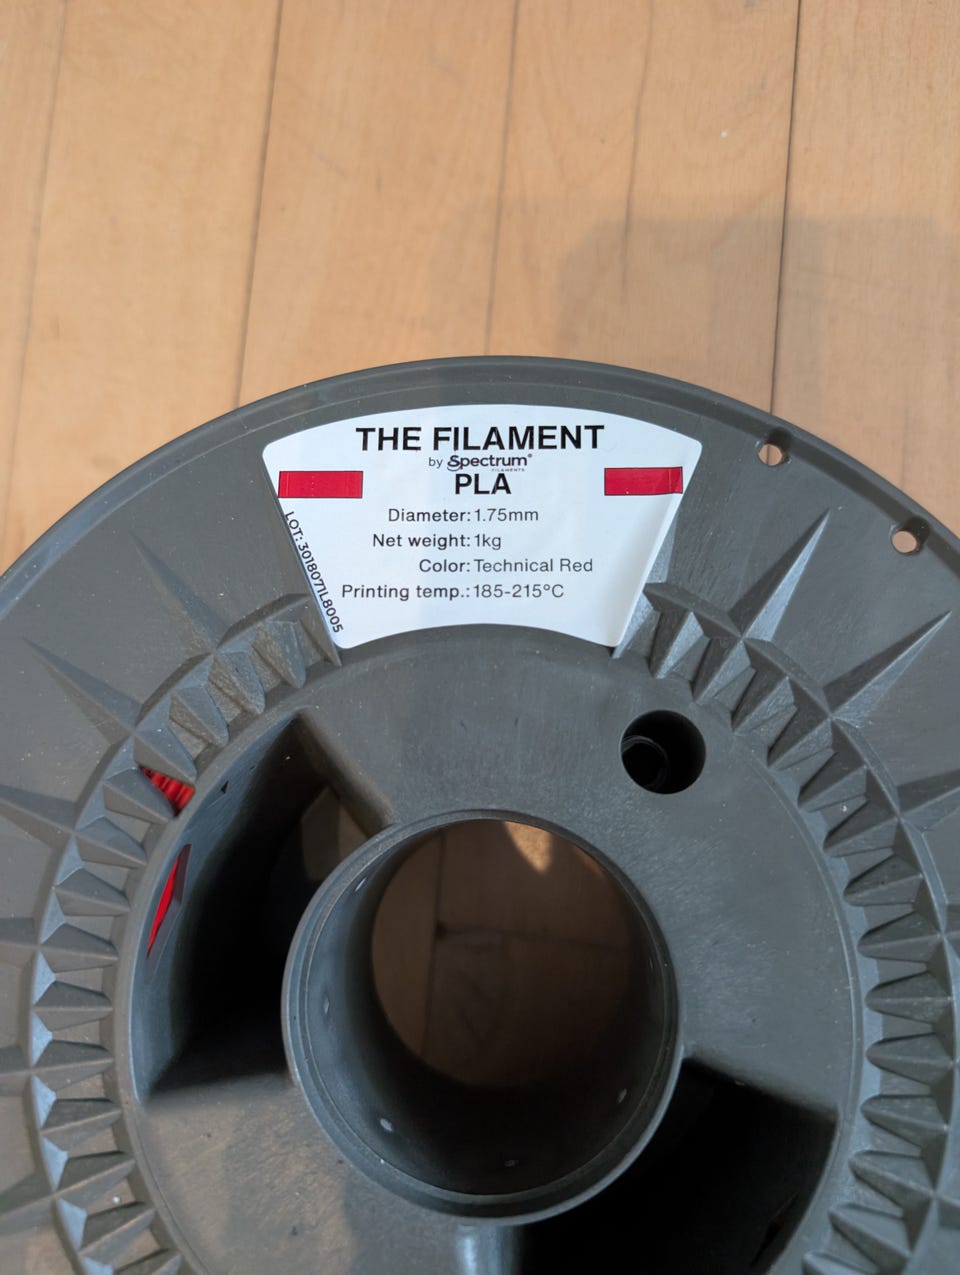 THE FILAMENT
by Spectrum®
FILAMENTS
PLA
Diameter: 1.75mm
Net weight: 1kg
Color: Technical Red
Printing temp.: 185-215°C
LOT: 3018071L8005